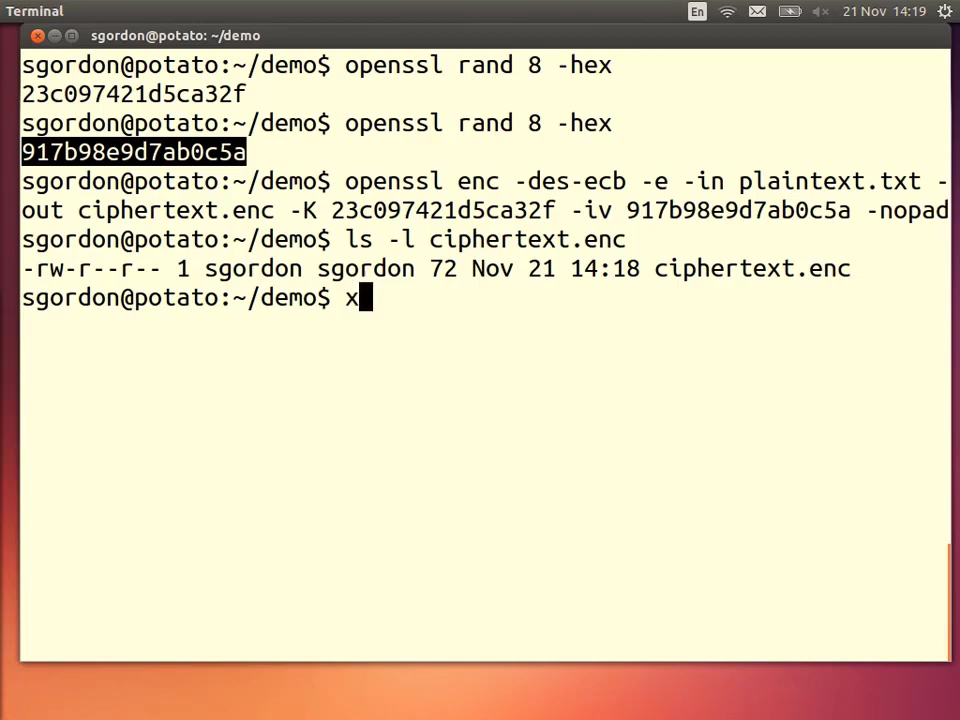 Terminal
En
21 Nov 14:19
sgordon@potato: ~/demo
sgordon@potato:~/demo$ openssl rand 8 -hex
23c097421d5ca32f
sgordon@potato:~/demo$ openssl rand 8 -hex
917b98e9d7ab0c5a
sgordon@potato:~/demo$ openssl enc -des-ecb -e -in plaintext.txt -
out ciphertext.enc -K 23c097421d5ca32f -iv 917b98e9d7ab0c5a -nopad
sgordon@potato:~/demo$ ls -l ciphertext.enc
-rw-r--r-- 1 sgordon sgordon 72 Nov 21 14:18 ciphertext.enc
sgordon@potato:~/demo$ x